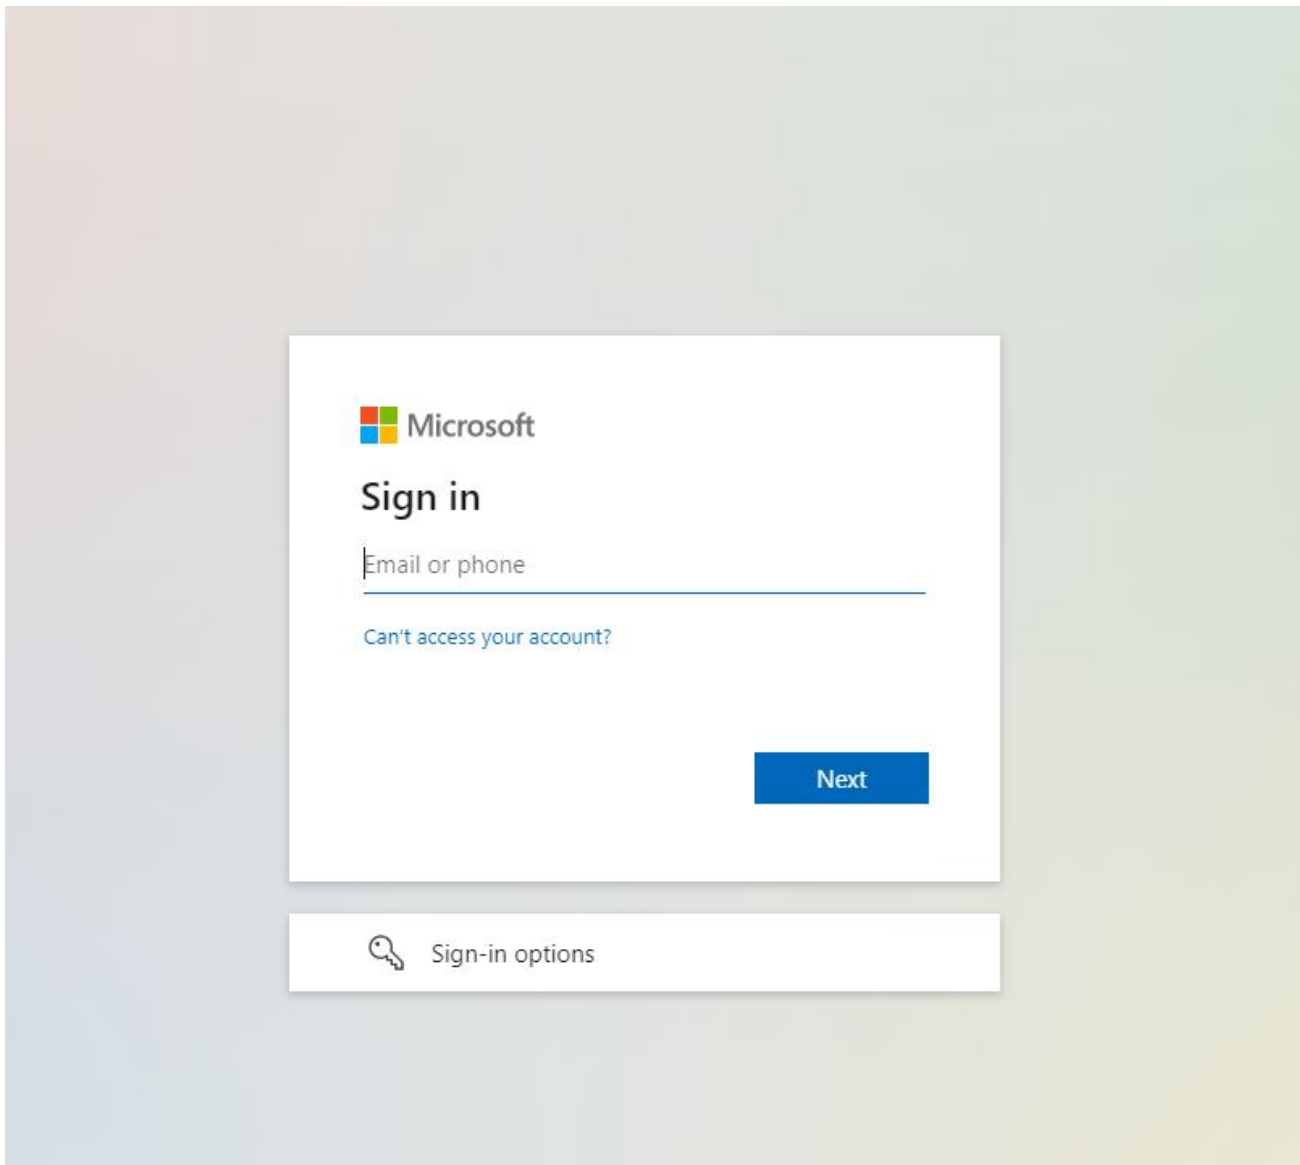 Microsoft
Sign in
Email or phone
Can't access your account?
Next
Sign-in options